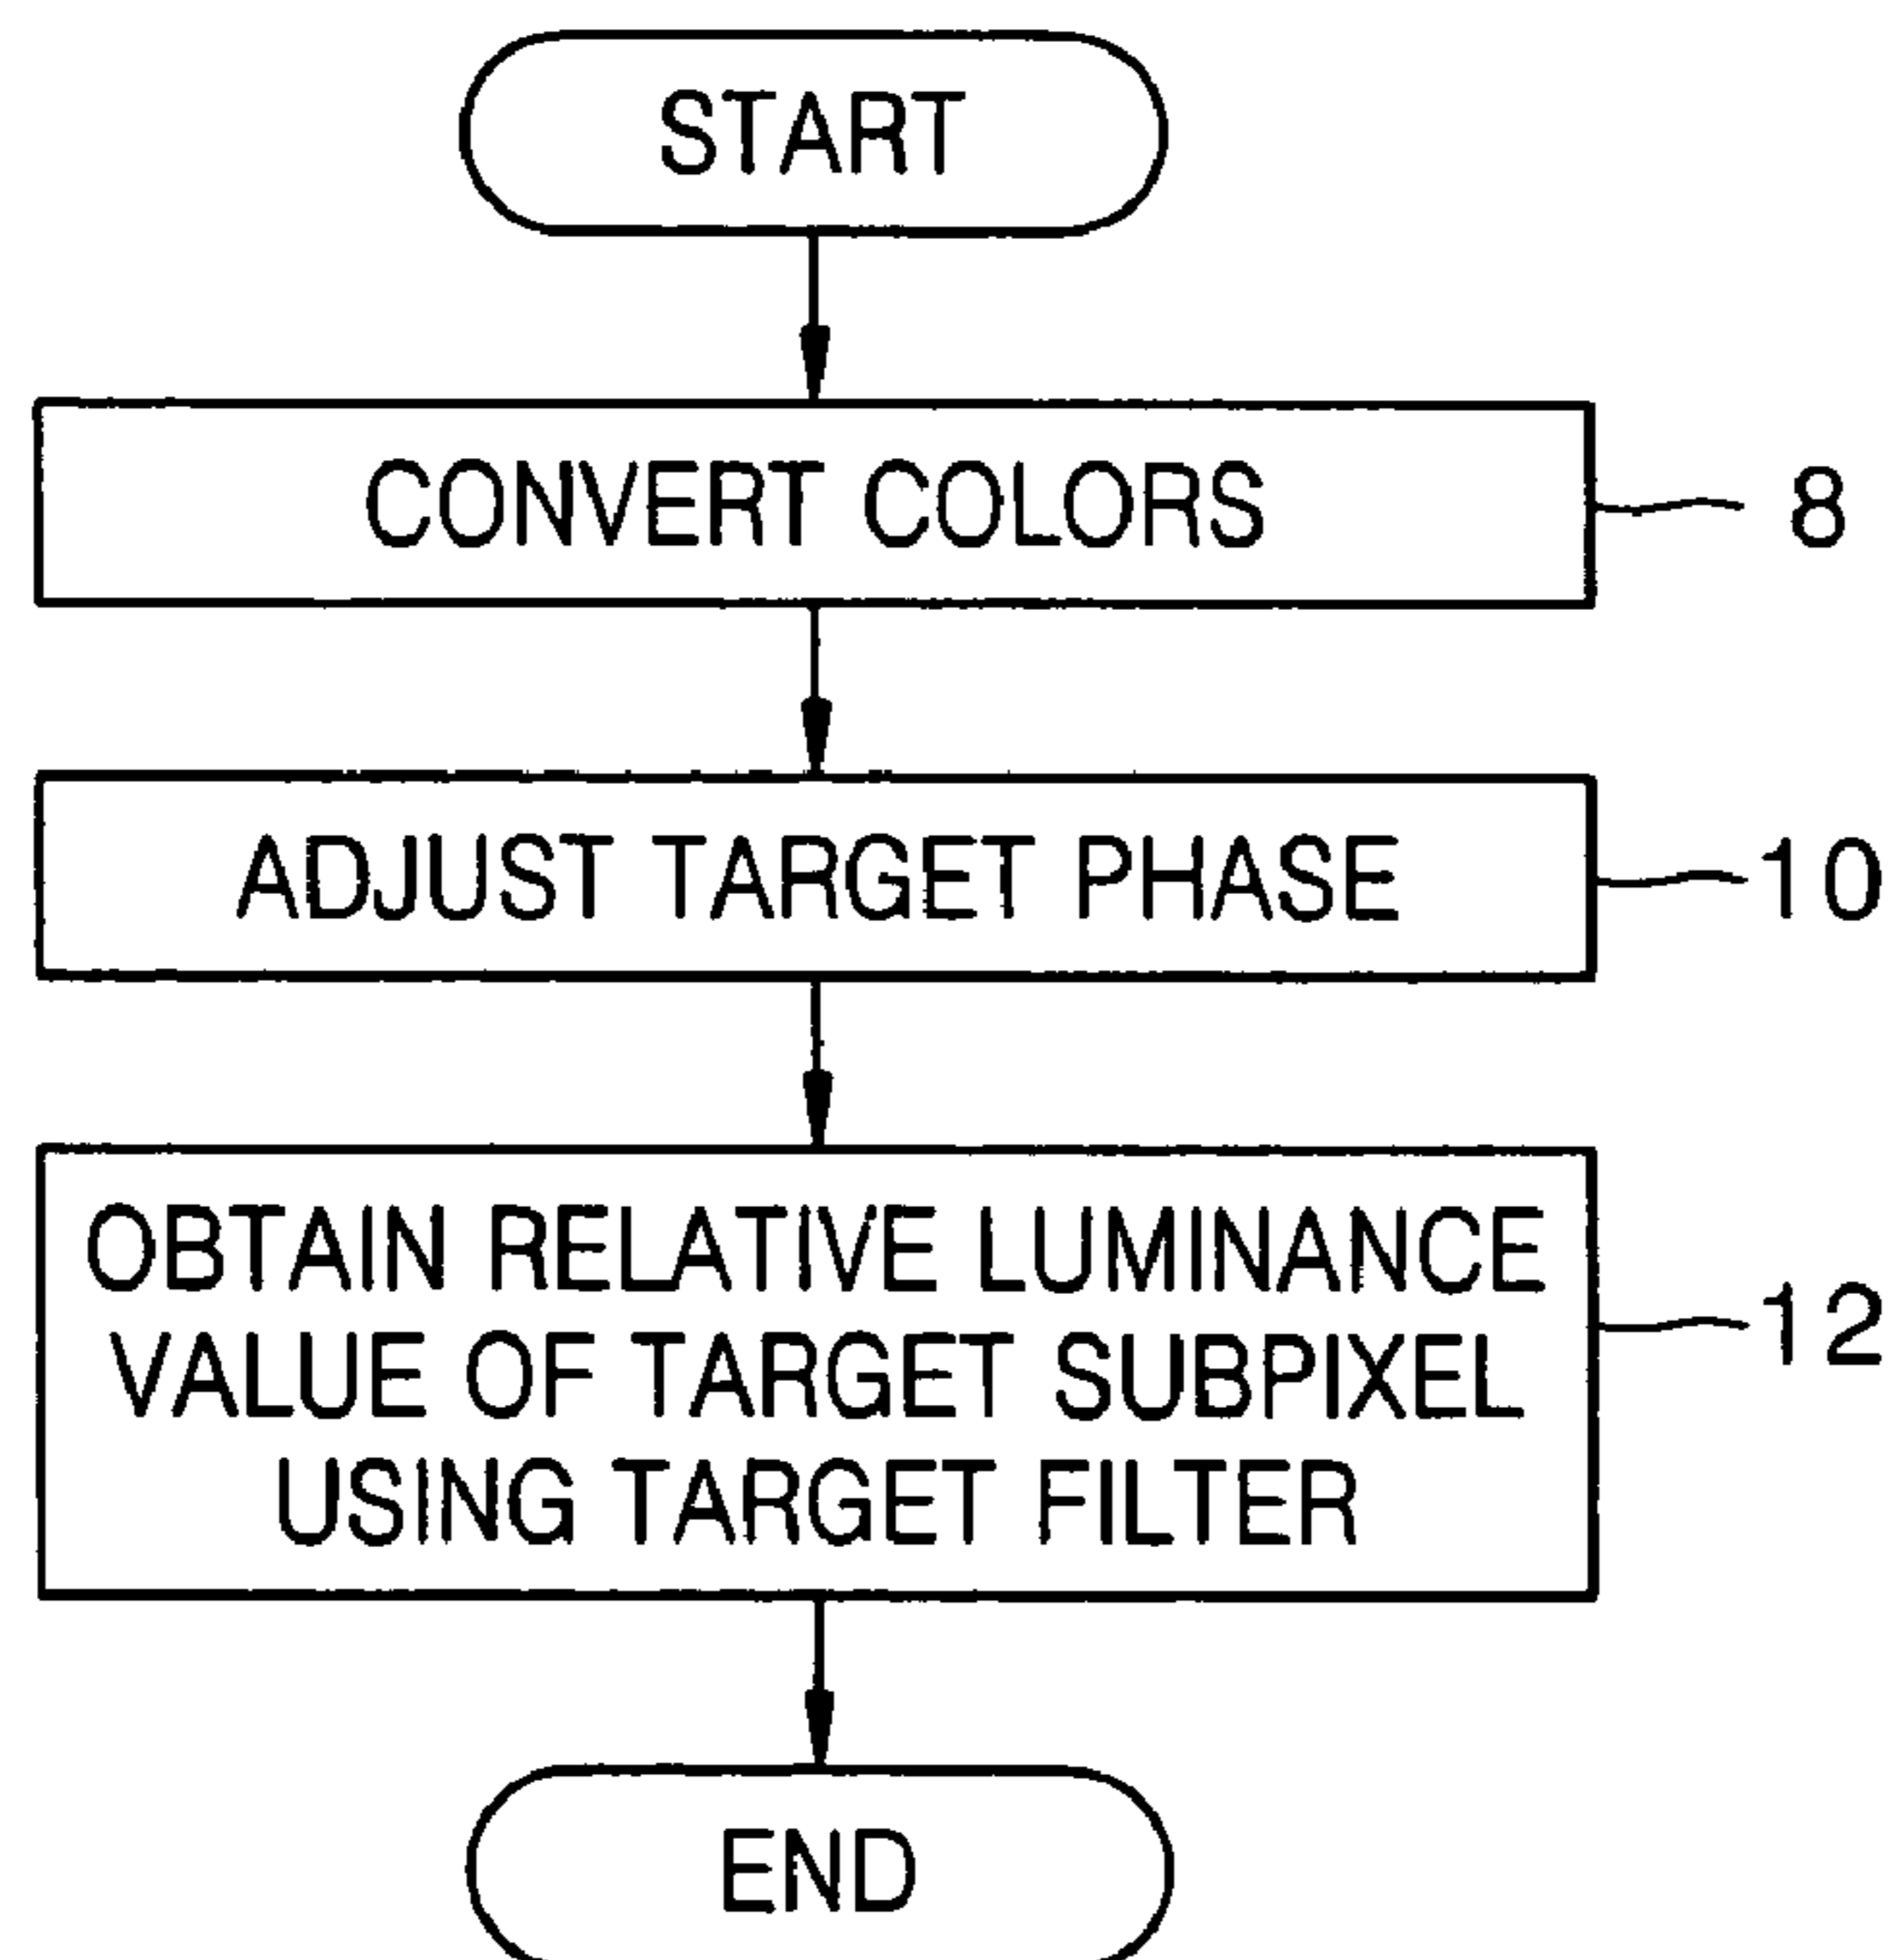 START
CONVERT COLORS
8
ADJUST TARGET PHASE
10
OBTAIN RELATIVE LUMINANCE
VALUE OF TARGET SUBPIXEL
USING TARGET FILTER
12
END